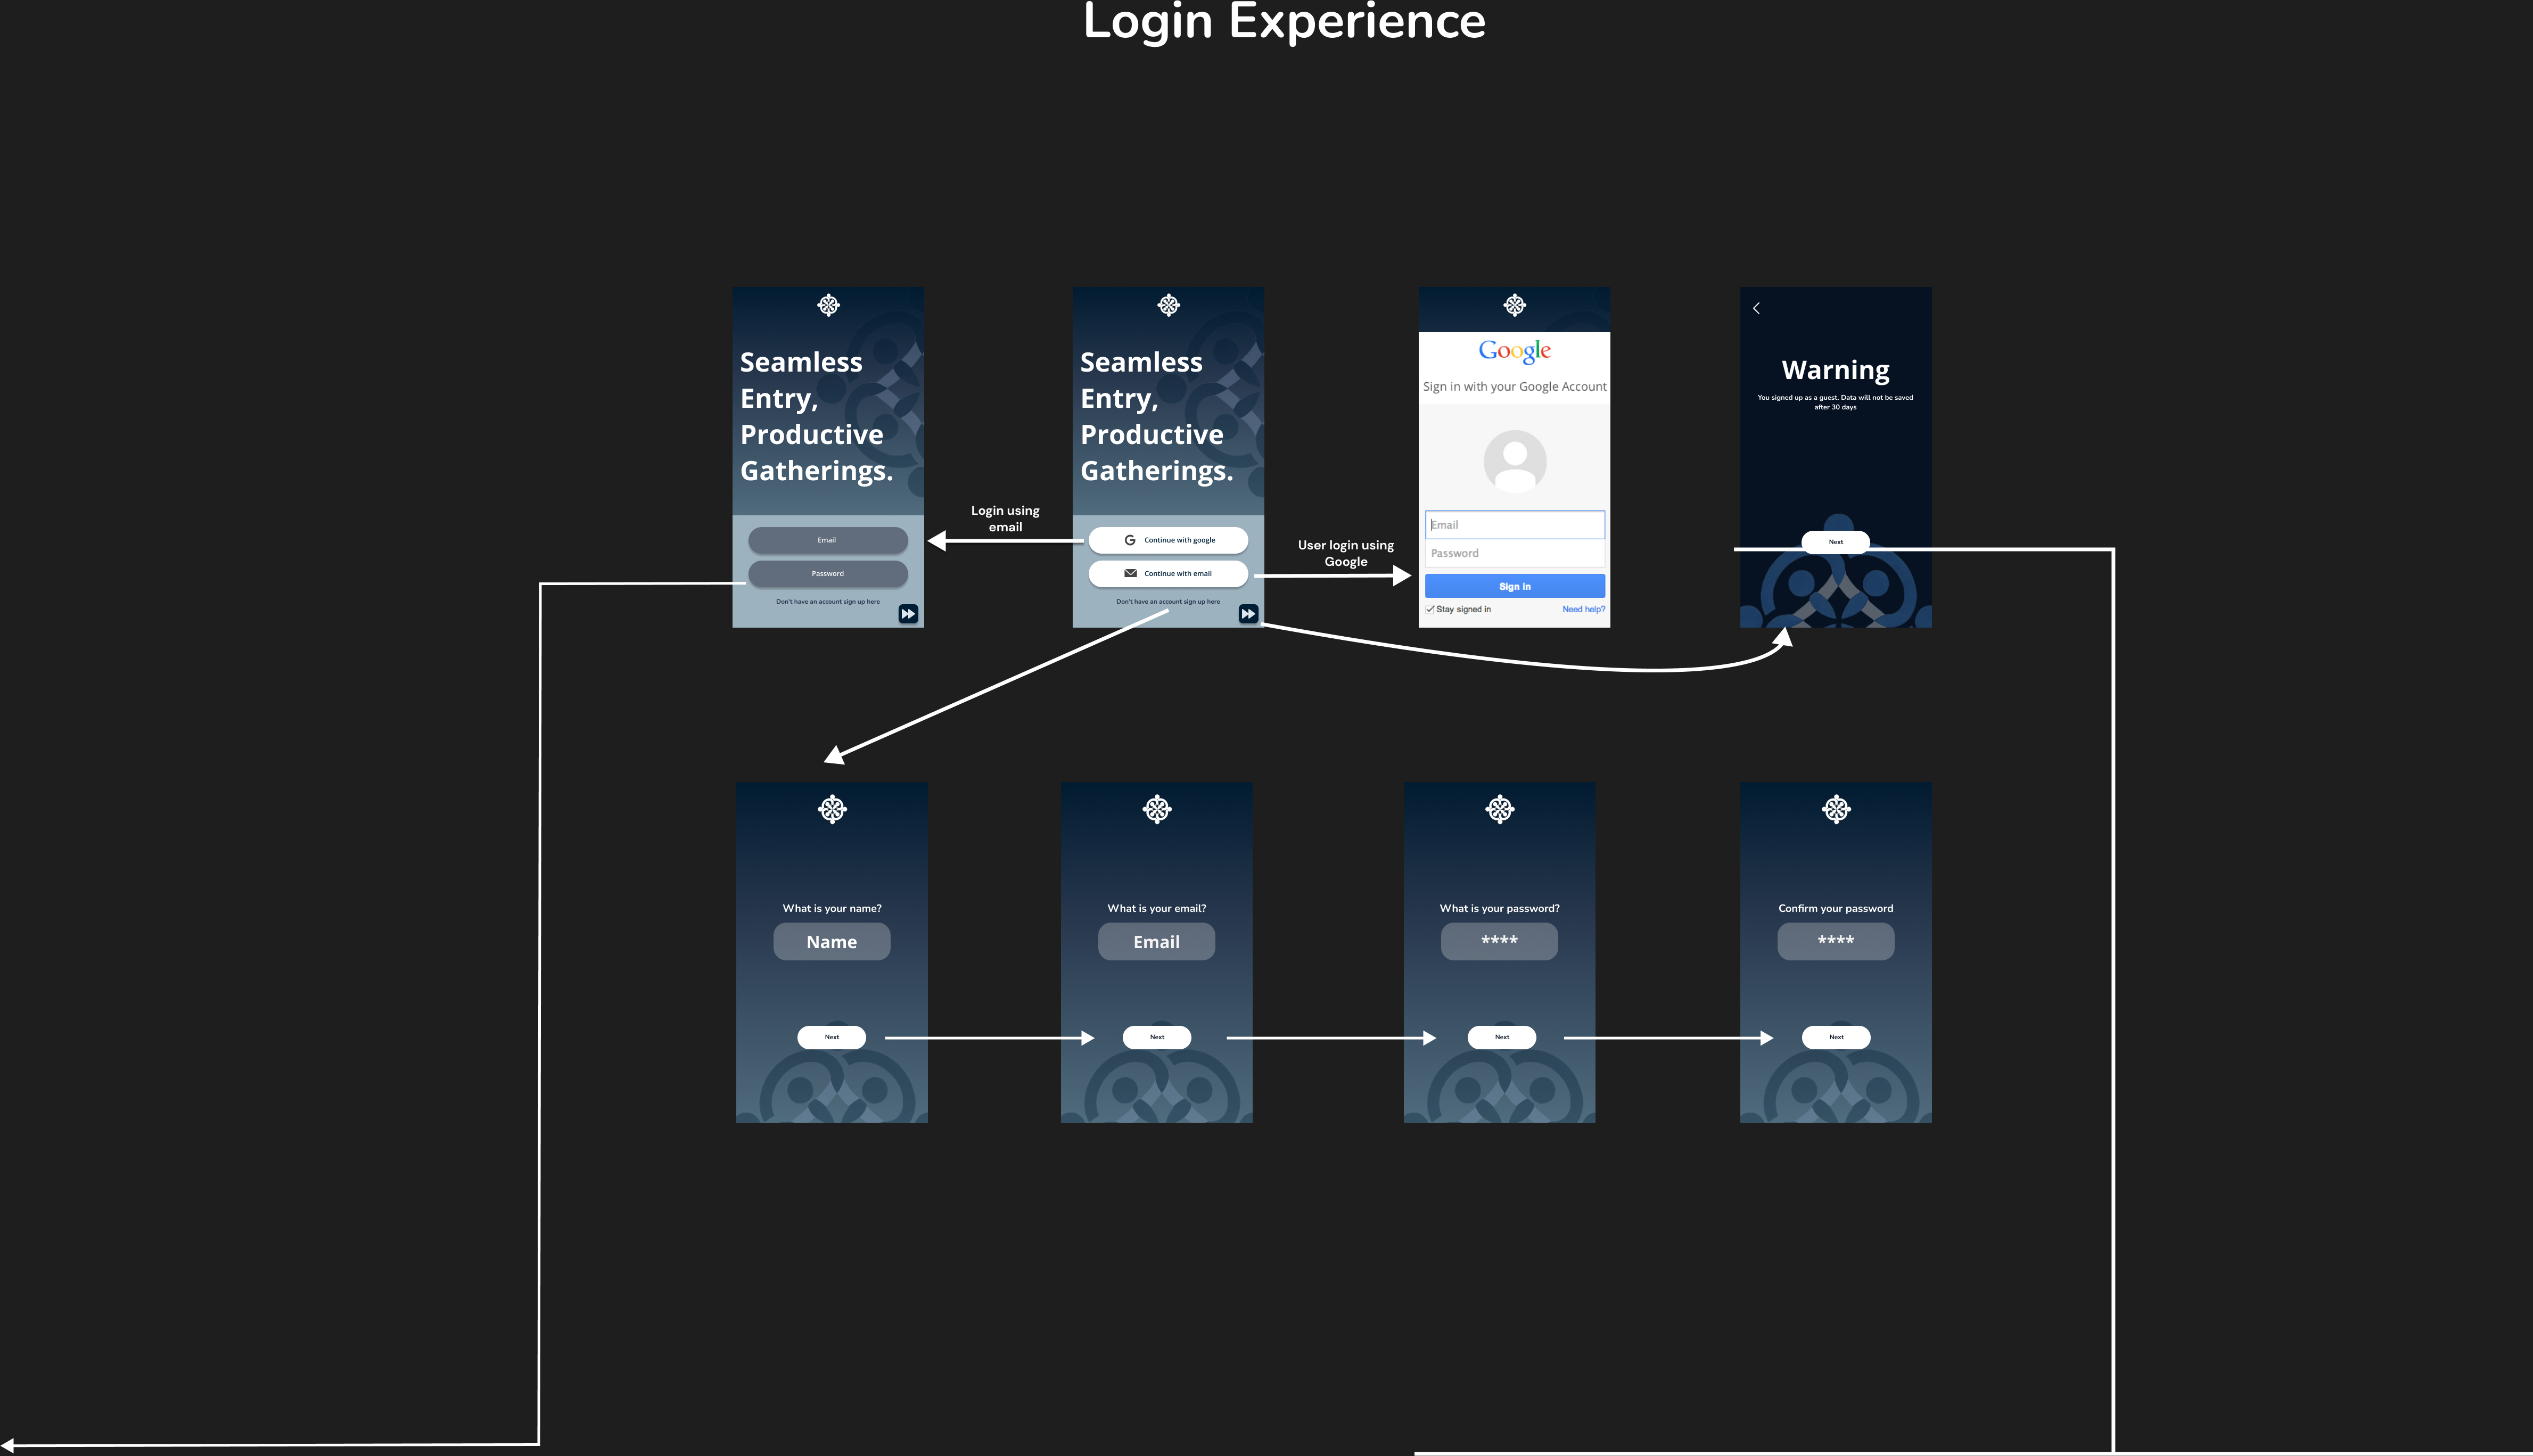 Login Experience
Seamless
Entry,
Productive
Gatherings.
Email
Password
Don't have an account sign up here
Login using
email
Seamless
Entry,
Productive
Gatherings.
Continue with google
Continue with email
Don't have an account sign up here
User login using
Google
Google
Sign in with your Google Account
Email
Password
Sign in
Stay signed in
Need help?
Warning
You signed up as a guest. Data will not be saved
after 30 days
Next
What is your name?
Name
Next
What is your email?
Email
Next
What is your password?
****
Next
Confirm your password
****
Next